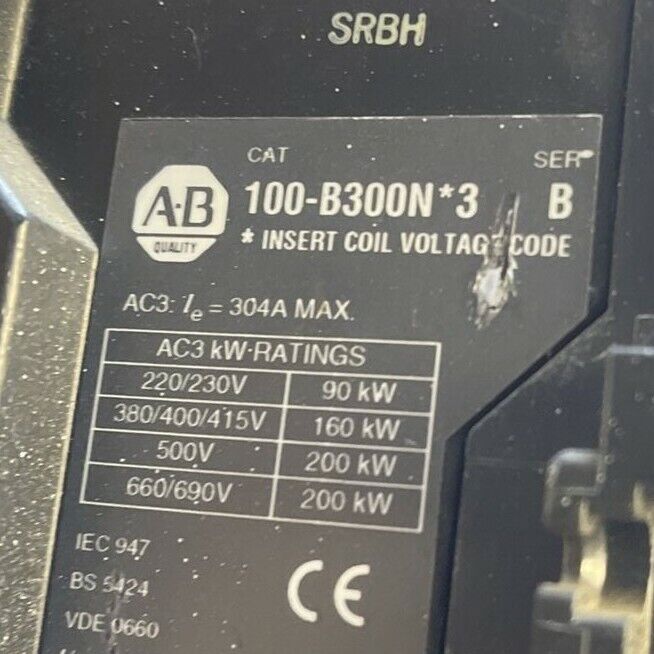 SRBH
CAT SER
A·B QUALITY
100-B300N*3 B
* INSERT COIL VOLTAGE CODE
AC3: Ie = 304A MAX.
AC3 kW-RATINGS
220/230V 90 kW
380/400/415V 160 kW
500V 200 kW
660/690V 200 kW
IEC 947
BS 5424
VDE 0660
CE